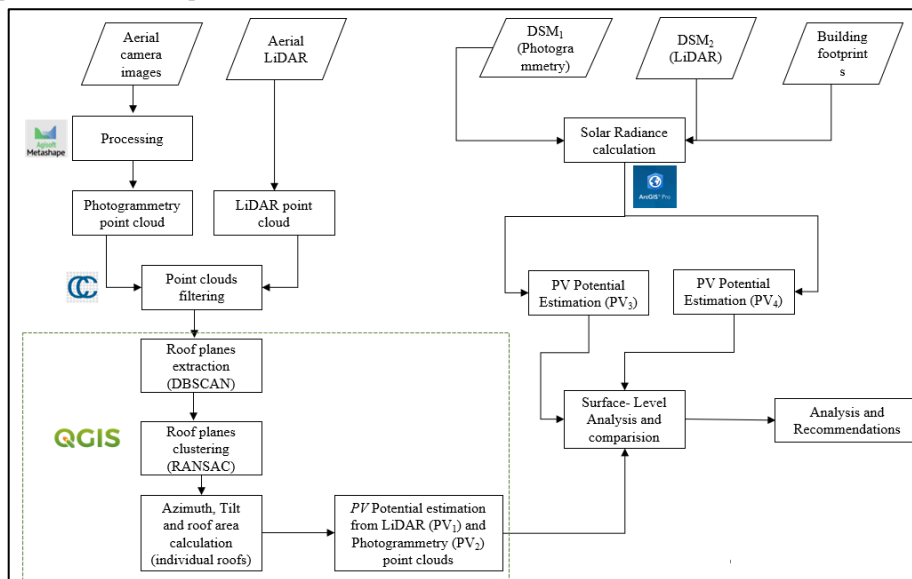 Aerial
camera
images
Aerial
LiDAR
DSM1
(Photogra
mmetry)
DSM2
(LiDAR)
Building
footprint
s
Agisoft
Metashape
Processing
Solar Radiance
calculation
ArcGIS Pro
Photogrammetry
point cloud
LiDAR point
cloud
CC
Point clouds
filtering
PV Potential
Estimation (PV3)
PV Potential
Estimation (PV4)
Roof planes
extraction
(DBSCAN)
QGIS
Roof planes
clustering
(RANSAC)
Surface- Level
Analysis and
comparision
Analysis and
Recommendations
Azimuth, Tilt
and roof area
calculation
(individual roofs)
PV Potential estimation
from LiDAR (PV1) and
Photogrammetry (PV2)
point clouds